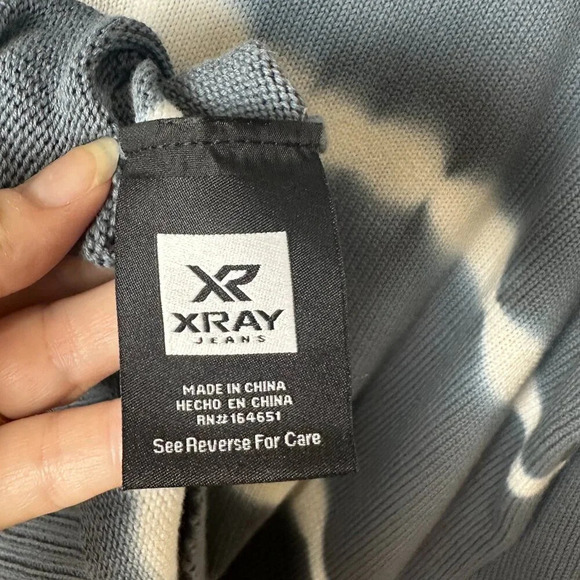 XR
XRAY
JEANS
MADE IN CHINA
HECHO EN CHINA
RN#164651
See Reverse For Care